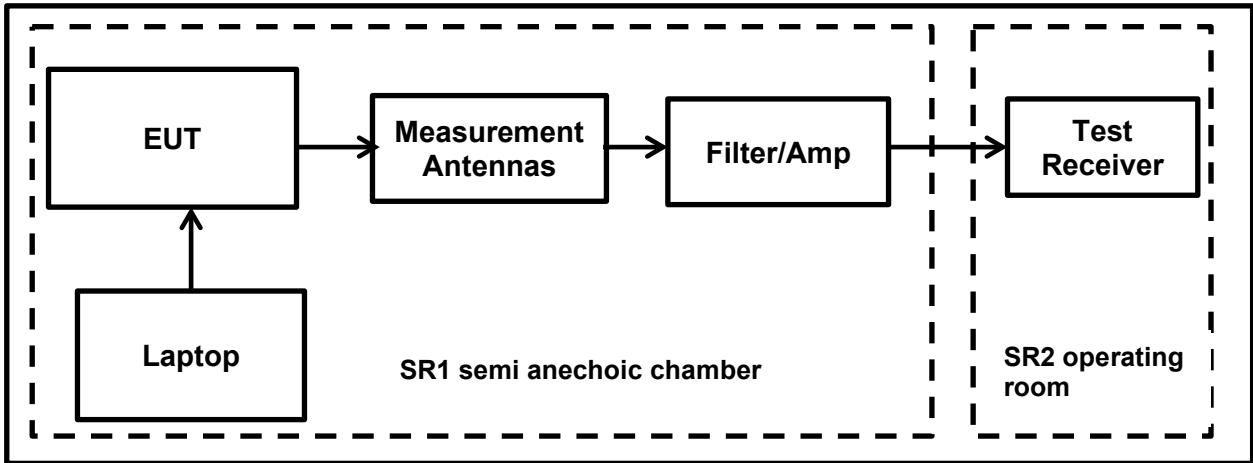 EUT
Measurement
Antennas
Filter/Amp
Test
Receiver
Laptop
SR1 semi anechoic chamber
SR2 operating
room